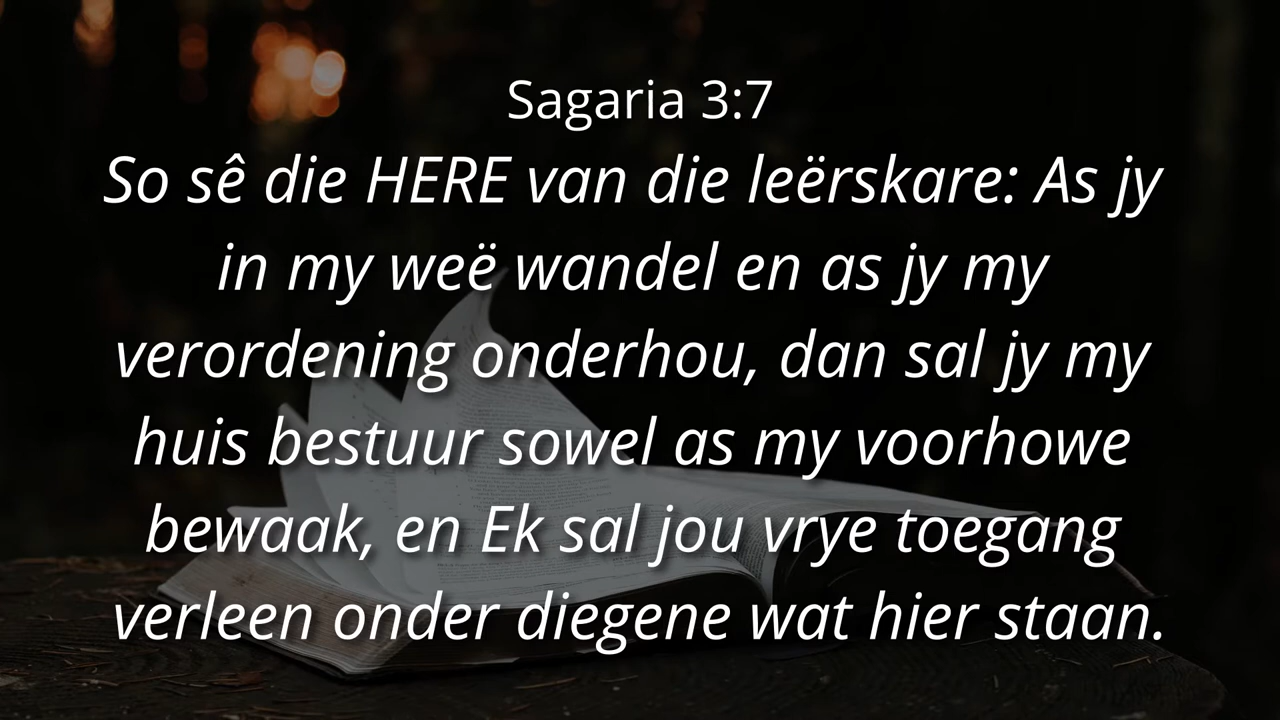 Sagaria 3:7
So sê die HERE van die leërskare: As jy
in my weë wandel en as jy my
verordening onderhou, dan sal jy my
huis bestuur sowel as my voorhowe
bewaak, en Ek sal jou vrye toegang
verleen onder diegene wat hier staan.